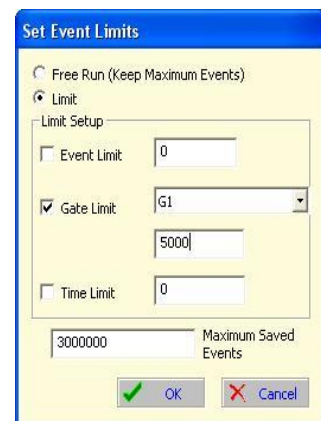 Set Event Limits
Free Run (Keep Maximum Events)
Limit
Limit Setup
Event Limit 0
Gate Limit G1
5000
Time Limit 0
3000000 Maximum Saved
Events
OK Cancel